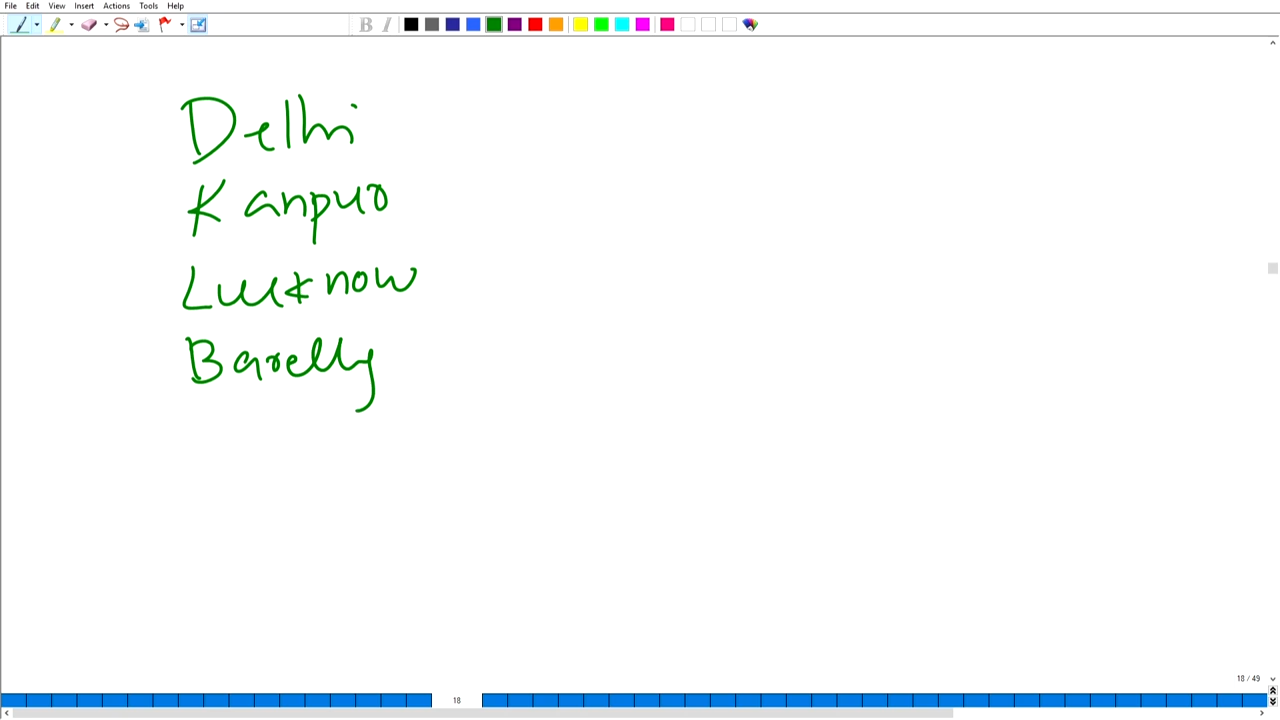 File Edit View Insert Actions Tools Help
B I
Delhi
Kanpur
Lucknow
Barelly
18 / 49
18